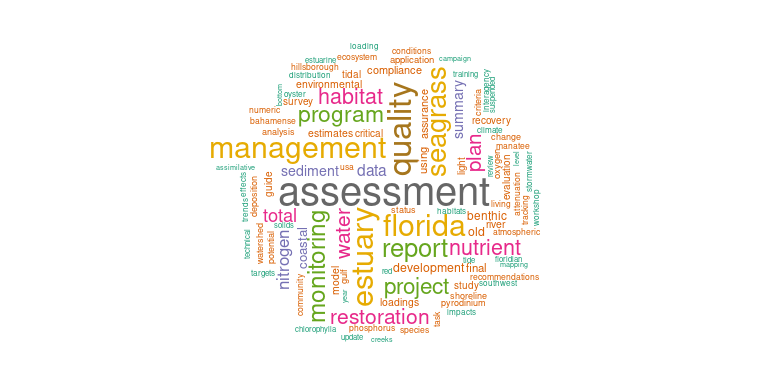 loading
conditions
estuarine
ecosystem
application
campaign
hillsborough
compliance
training
distribution
tidal
environmental
interagency
suspended
bottom
oyster
habitat
quality
seagrass
summary
criteria
numeric
survey
program
assurance
recovery
bahamense
climate
analysis
estimates
critical
plan
change
management
using
manatee
assimilative
usa
sediment
data
light
review
oxygen
level
guide
evaluation
stormwater
effects
deposition
assessment
living
attenuation
workshop
trends
total
status
habitats
benthic
tracking
solids
water
florida
river
old
atmospheric
technical
watershed
potential
nitrogen
coastal
monitoring
estuary
report
nutrient
tide
floridian
targets
community
model
gulf
red
development
final
mapping
recommendations
year
project
study
southwest
loadings
shoreline
pyrodinium
restoration
task
impacts
chlorophylla
phosphorus
species
update
creeks